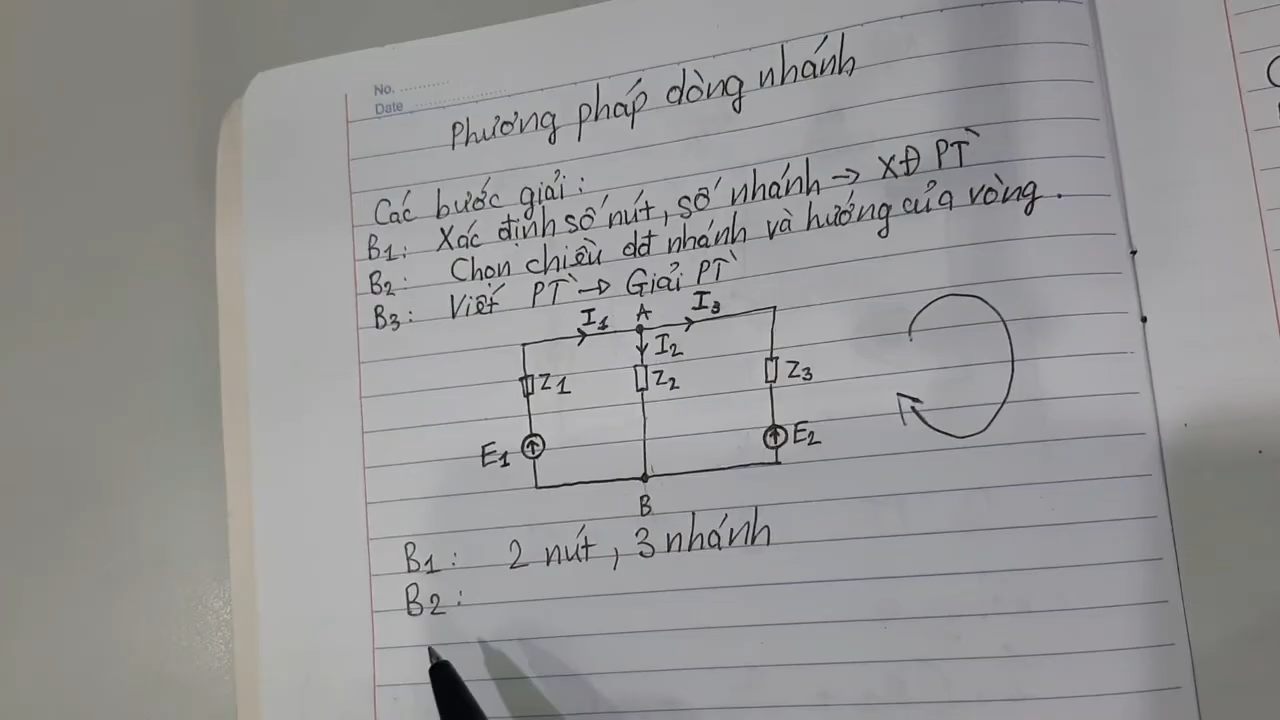 No. ..........
Date ....................
Phương pháp dòng nhánh
Các bước giải:
B1: Xác định số nút, số nhánh → XĐ PT
B2: Chọn chiều dđ nhánh và hướng của vòng.
B3: Viết PT → Giải PT
I1 A I3
I2
Z1 Z2 Z3
E1 E2
B
B1: 2 nút, 3 nhánh
B2: